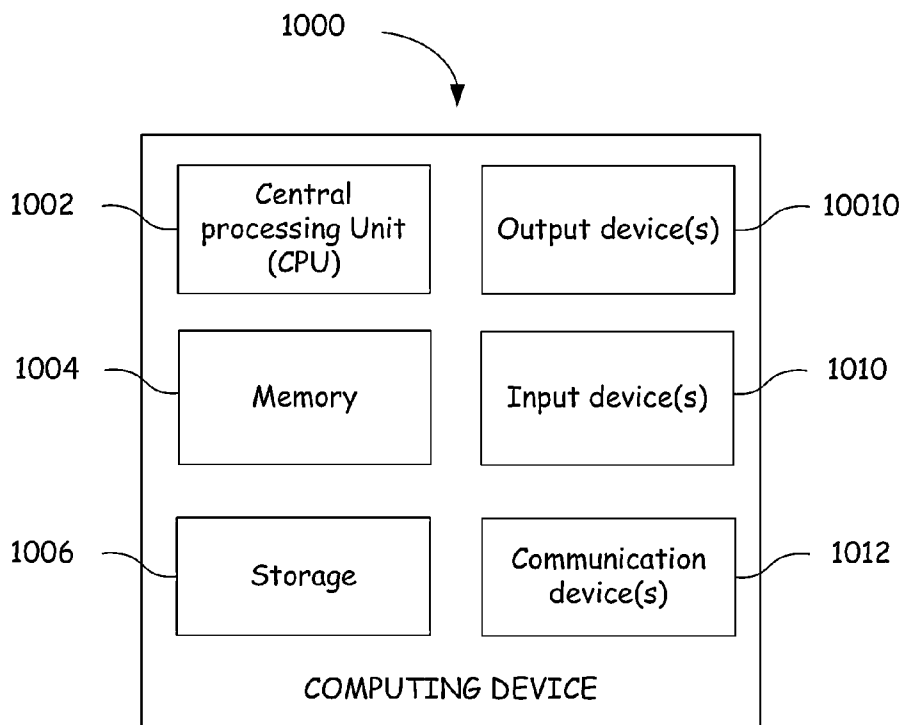 1000
1002
Central
processing Unit
(CPU)
Output device(s)
10010
1004
Memory
Input device(s)
1010
1006
Storage
Communication
device(s)
1012
COMPUTING DEVICE